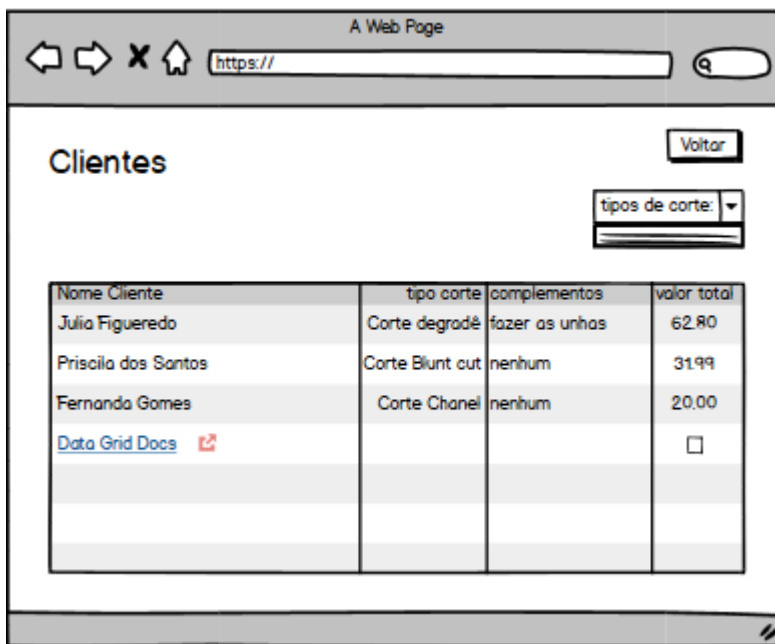 A Web Page
https://
Voltar
Clientes
tipos de corte:
Nome Cliente tipo corte complementos valor total
Julia Figueredo Corte degradê fazer as unhas 62.80
Priscila dos Santos Corte Blunt cut nenhum 31.99
Fernanda Gomes Corte Chanel nenhum 20.00
Data Grid Docs